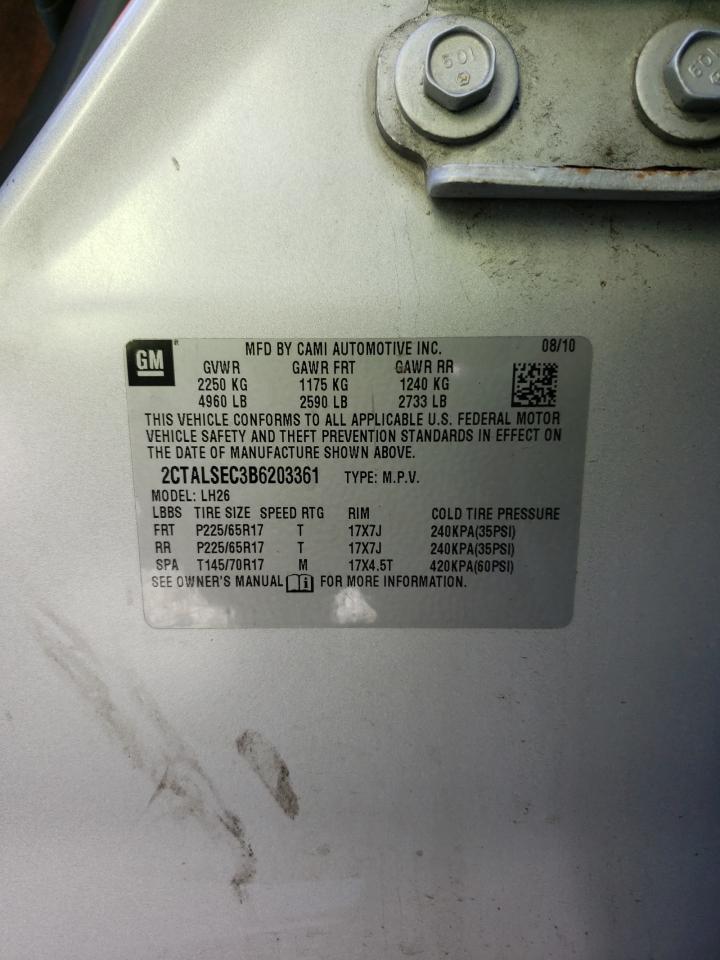 501
501
GM
MFD BY CAMI AUTOMOTIVE INC. 08/10
GVWR GAWR FRT GAWR RR
2250 KG 1175 KG 1240 KG
4960 LB 2590 LB 2733 LB
THIS VEHICLE CONFORMS TO ALL APPLICABLE U.S. FEDERAL MOTOR
VEHICLE SAFETY AND THEFT PREVENTION STANDARDS IN EFFECT ON
THE DATE OF MANUFACTURE SHOWN ABOVE.
2CTALSEC3B6203361 TYPE: M.P.V.
MODEL: LH26
LBBS TIRE SIZE SPEED RTG RIM COLD TIRE PRESSURE
FRT P225/65R17 T 17X7J 240KPA(35PSI)
RR P225/65R17 T 17X7J 240KPA(35PSI)
SPA T145/70R17 M 17X4.5T 420KPA(60PSI)
SEE OWNER'S MANUAL FOR MORE INFORMATION.